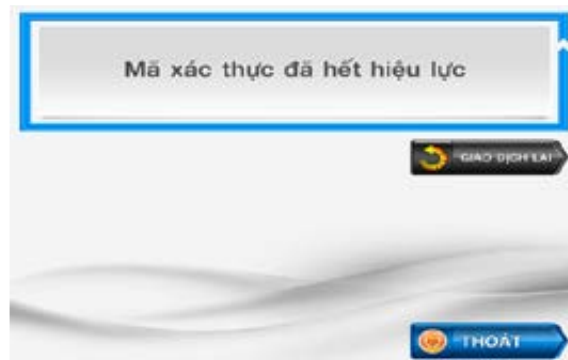 Mã xác thực đã hết hiệu lực
GIAO DỊCH LẠI
THOÁT